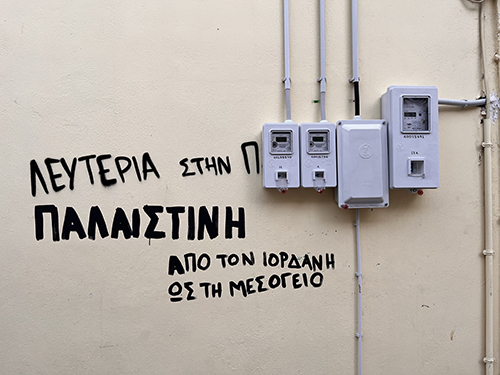 ΛΕΥΤΕΡΙΑ ΣΤΗΝ Π
ΠΑΛΑΙΣΤΙΝΗ
ΑΠΟ ΤΟΝ ΙΟΡΔΑΝΗ
ΩΣ ΤΗ ΜΕΣΟΓΕΙΟ